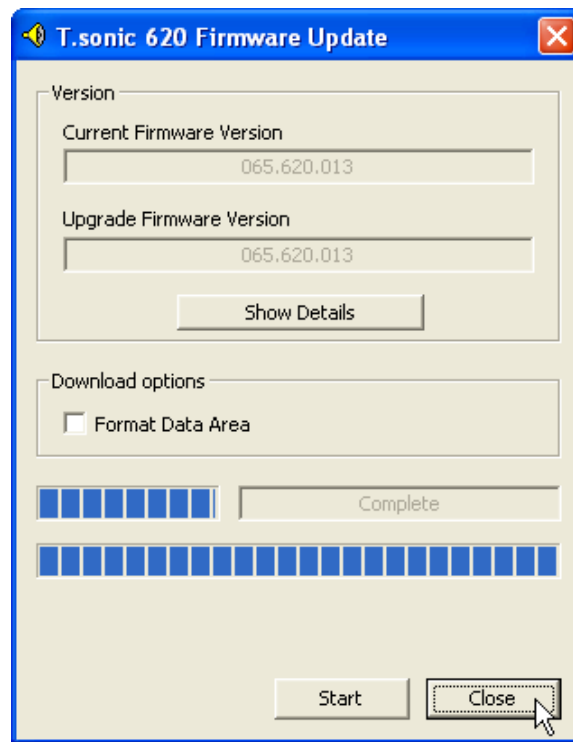 T.sonic 620 Firmware Update
Version
Current Firmware Version
065.620.013
Upgrade Firmware Version
065.620.013
Show Details
Download options
Format Data Area
Complete
Start Close